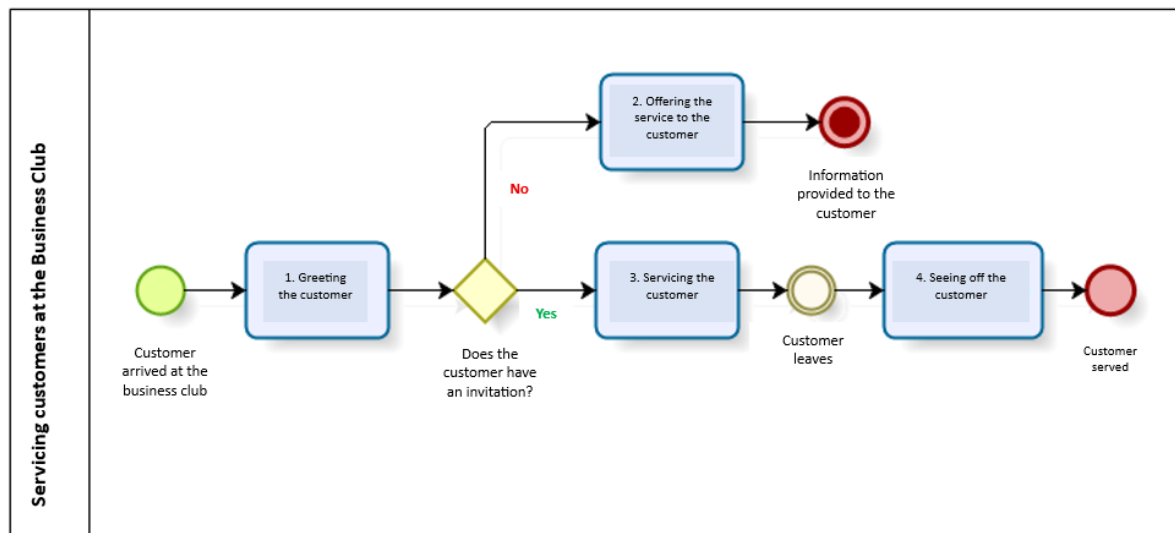 Servicing customers at the Business Club
2. Offering the
service to the
customer
Information
provided to the
customer
No
1. Greeting
the customer
3. Servicing the
customer
4. Seeing off the
customer
Yes
Customer
arrived at the
business club
Does the
customer have
an invitation?
Customer
leaves
Customer
served